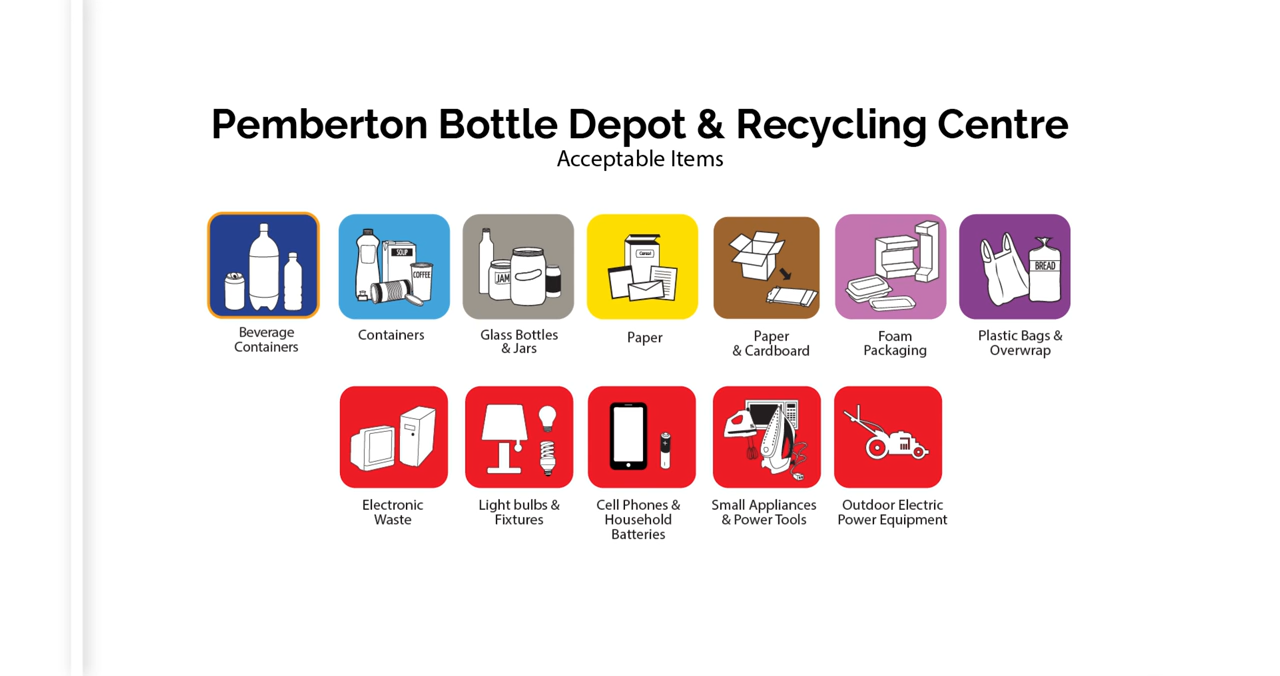 Pemberton Bottle Depot & Recycling Centre
Acceptable Items
SOUP
COFFEE
JAM
Cereal
BREAD
Beverage
Containers
Containers
Glass Bottles
& Jars
Paper
Paper
& Cardboard
Foam
Packaging
Plastic Bags &
Overwrap
Electronic
Waste
Light bulbs &
Fixtures
Cell Phones &
Household
Batteries
Small Appliances
& Power Tools
Outdoor Electric
Power Equipment